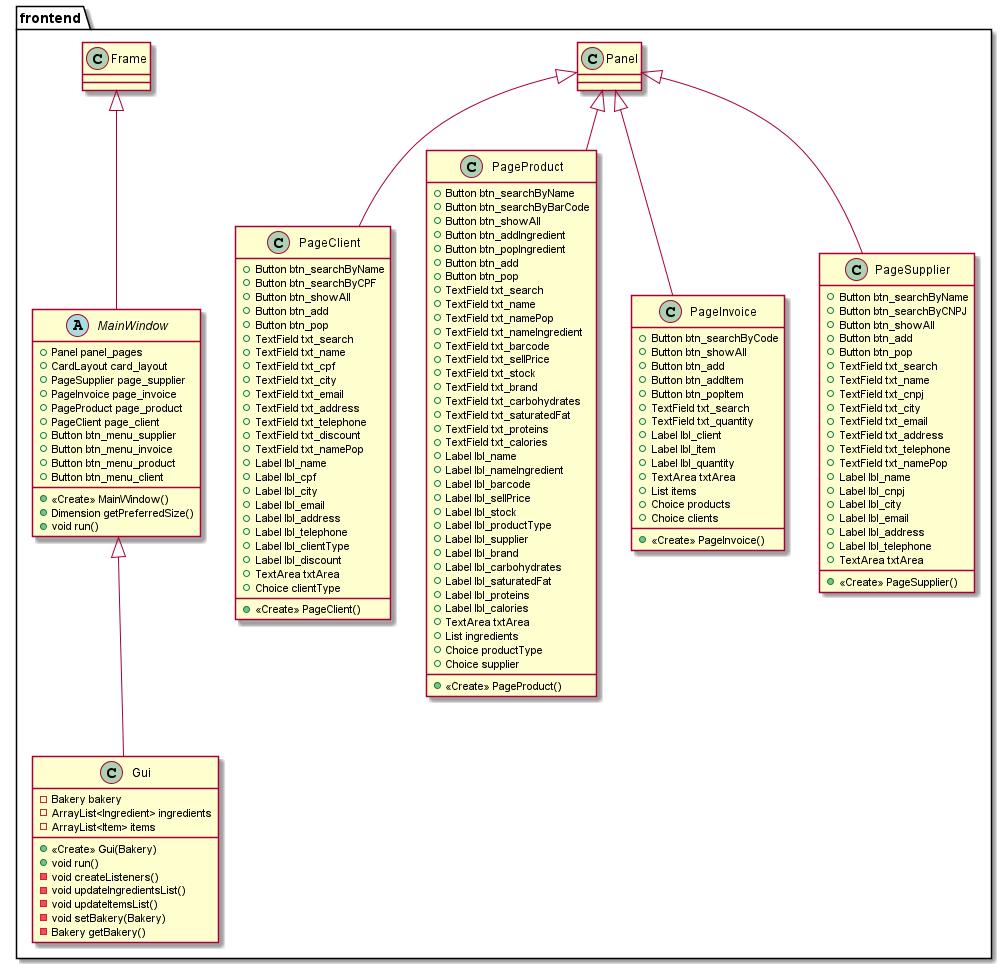 frontend
C Frame
C Panel
C PageProduct
Button btn_searchByName
Button btn_searchByBarCode
Button btn_showAll
Button btn_addIngredient
Button btn_popIngredient
Button btn_add
Button btn_pop
TextField txt_search
TextField txt_name
TextField txt_namePop
TextField txt_nameIngredient
TextField txt_barcode
TextField txt_sellPrice
TextField txt_stock
TextField txt_brand
TextField txt_carbohydrates
TextField txt_saturatedFat
TextField txt_proteins
TextField txt_calories
Label lbl_name
Label lbl_nameIngredient
Label lbl_barcode
Label lbl_sellPrice
Label lbl_stock
Label lbl_productType
Label lbl_supplier
Label lbl_brand
Label lbl_carbohydrates
Label lbl_saturatedFat
Label lbl_proteins
Label lbl_calories
TextArea txtArea
List ingredients
Choice productType
Choice supplier
«Create» PageProduct()
C PageClient
Button btn_searchByName
Button btn_searchByCPF
Button btn_showAll
Button btn_add
Button btn_pop
TextField txt_search
TextField txt_name
TextField txt_cpf
TextField txt_city
TextField txt_email
TextField txt_address
TextField txt_telephone
TextField txt_discount
TextField txt_namePop
Label lbl_name
Label lbl_cpf
Label lbl_city
Label lbl_email
Label lbl_address
Label lbl_telephone
Label lbl_clientType
Label lbl_discount
TextArea txtArea
Choice clientType
«Create» PageClient()
C PageSupplier
Button btn_searchByName
Button btn_searchByCNPJ
Button btn_showAll
Button btn_add
Button btn_pop
TextField txt_search
TextField txt_name
TextField txt_cnpj
TextField txt_city
TextField txt_email
TextField txt_address
TextField txt_telephone
TextField txt_namePop
Label lbl_name
Label lbl_cnpj
Label lbl_city
Label lbl_email
Label lbl_address
Label lbl_telephone
TextArea txtArea
«Create» PageSupplier()
C PageInvoice
Button btn_searchByCode
Button btn_showAll
Button btn_add
Button btn_addItem
Button btn_popItem
TextField txt_search
TextField txt_quantity
Label lbl_client
Label lbl_item
Label lbl_quantity
TextArea txtArea
List items
Choice products
Choice clients
«Create» PageInvoice()
A MainWindow
Panel panel_pages
CardLayout card_layout
PageSupplier page_supplier
PageInvoice page_invoice
PageProduct page_product
PageClient page_client
Button btn_menu_supplier
Button btn_menu_invoice
Button btn_menu_product
Button btn_menu_client
«Create» MainWindow()
Dimension getPreferredSize()
void run()
C Gui
Bakery bakery
ArrayList<Ingredient> ingredients
ArrayList<Item> items
«Create» Gui(Bakery)
void run()
void createListeners()
void updateIngredientsList()
void updateItemsList()
void setBakery(Bakery)
Bakery getBakery()